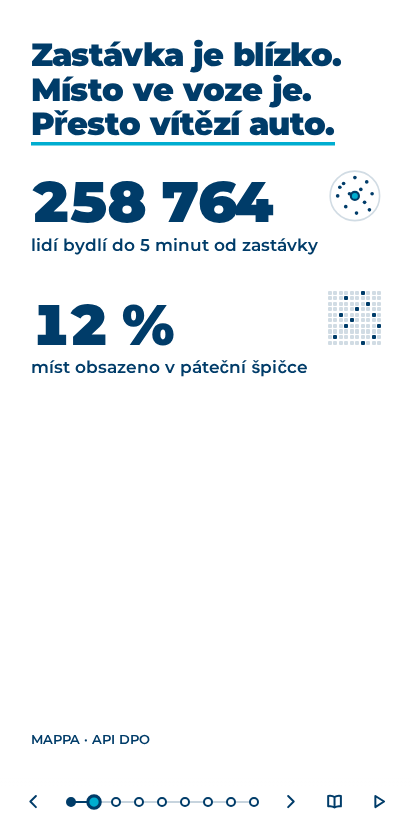 Zastávka je blízko.
Místo ve voze je.
Přesto vítězí auto.
258 764
lidí bydlí do 5 minut od zastávky
12 %
míst obsazeno v páteční špičce
MAPPA · API DPO